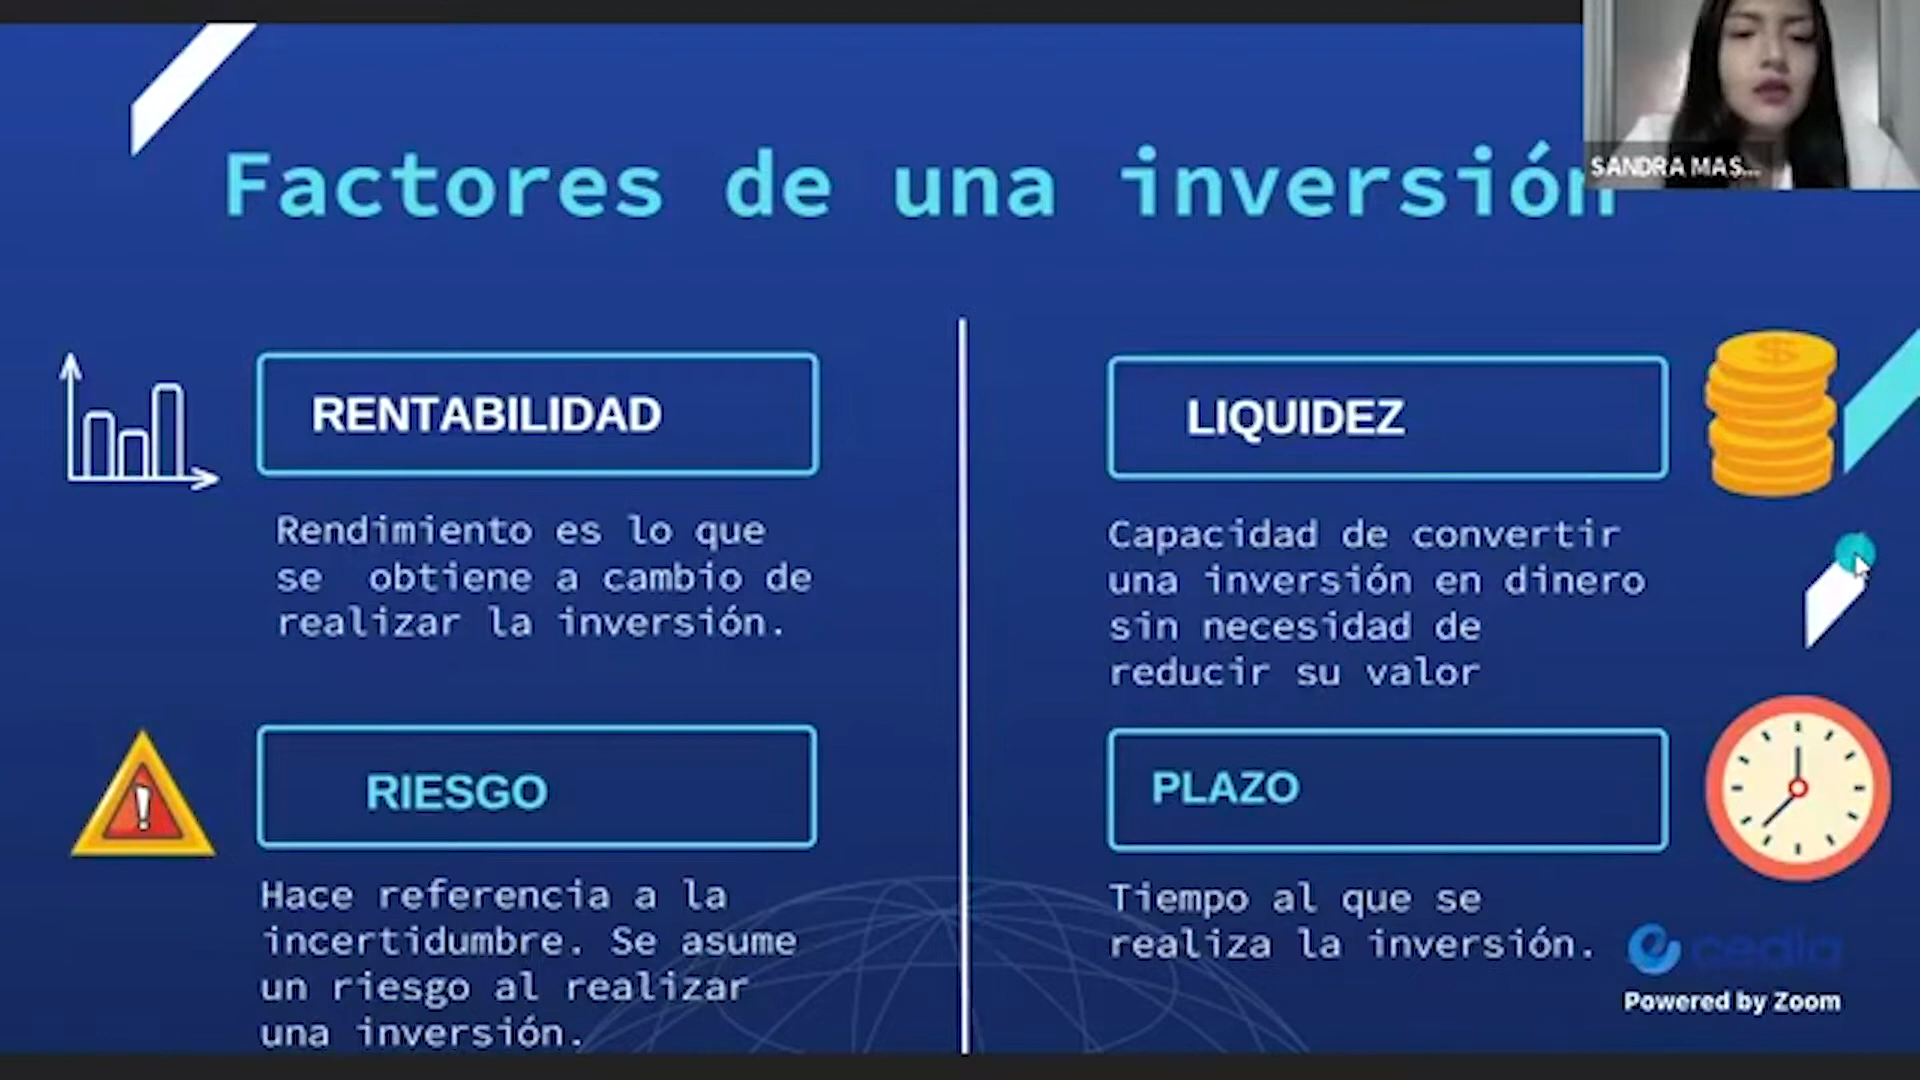 SANDRA MAS...
Factores de una inversión
RENTABILIDAD
Rendimiento es lo que
se obtiene a cambio de
realizar la inversión.
RIESGO
Hace referencia a la
incertidumbre. Se asume
un riesgo al realizar
una inversión.
LIQUIDEZ
Capacidad de convertir
una inversión en dinero
sin necesidad de
reducir su valor
PLAZO
Tiempo al que se
realiza la inversión.
cedia
Powered by Zoom